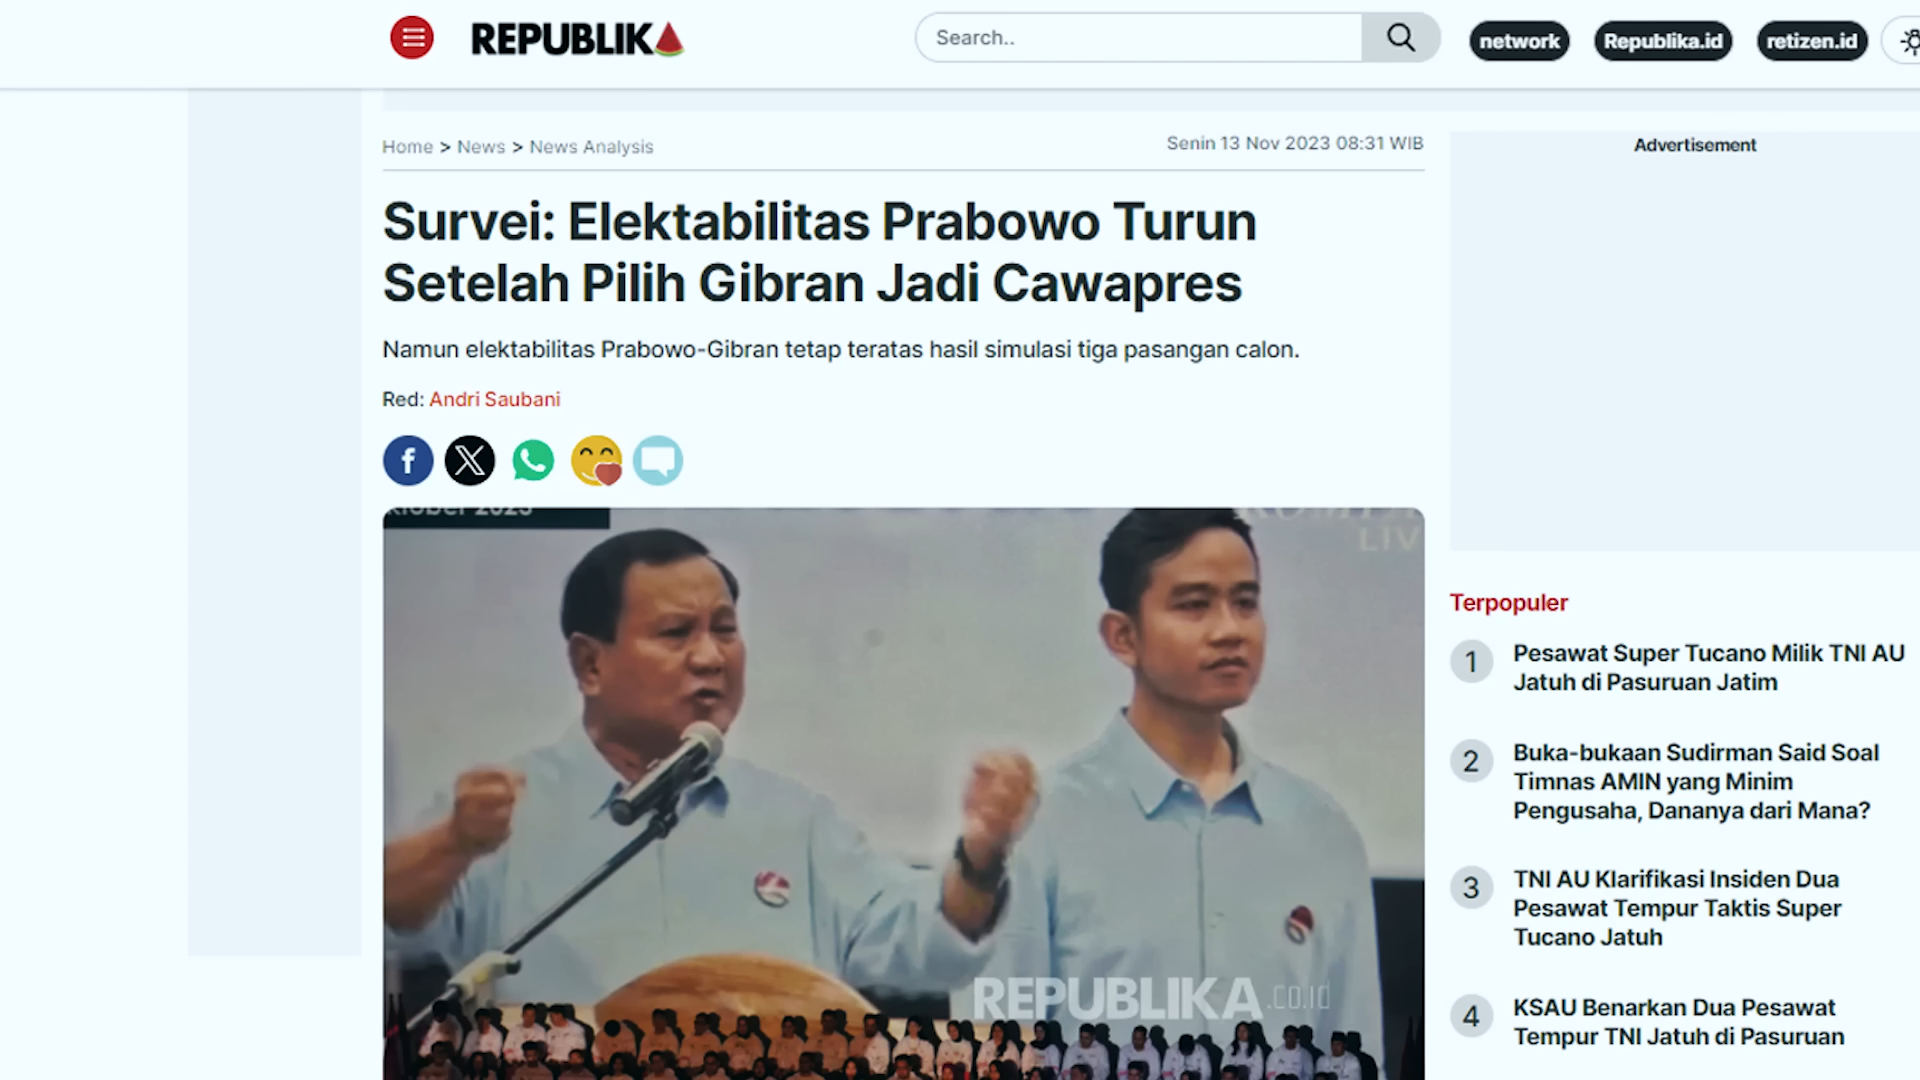 REPUBLIKA
Search..
network
Republika.id
retizen.id
Home > News > News Analysis
Senin 13 Nov 2023 08:31 WIB
Advertisement
Survei: Elektabilitas Prabowo Turun
Setelah Pilih Gibran Jadi Cawapres
Namun elektabilitas Prabowo-Gibran tetap teratas hasil simulasi tiga pasangan calon.
Red: Andri Saubani
2023
LIV
REPUBLIKA.co.id
Terpopuler
1
Pesawat Super Tucano Milik TNI AU
Jatuh di Pasuruan Jatim
2
Buka-bukaan Sudirman Said Soal
Timnas AMIN yang Minim
Pengusaha, Dananya dari Mana?
3
TNI AU Klarifikasi Insiden Dua
Pesawat Tempur Taktis Super
Tucano Jatuh
4
KSAU Benarkan Dua Pesawat
Tempur TNI Jatuh di Pasuruan